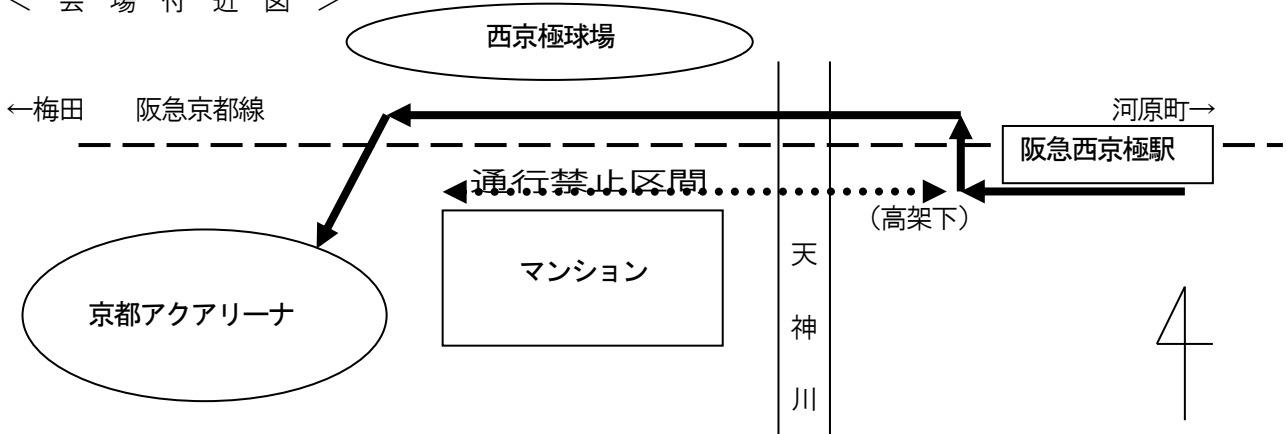 ＜ 会 場 付 近 図 ＞
西京極球場
←梅田　阪急京都線
河原町→
阪急西京極駅
通行禁止区間
（高架下）
マンション
京都アクアリーナ
天
神
川